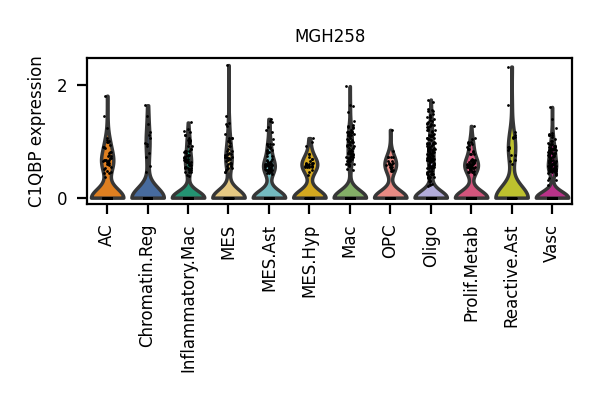 MGH258
C1QBP expression
2
0
AC
Chromatin.Reg
Inflammatory.Mac
MES
MES.Ast
MES.Hyp
Mac
OPC
Oligo
Prolif.Metab
Reactive.Ast
Vasc